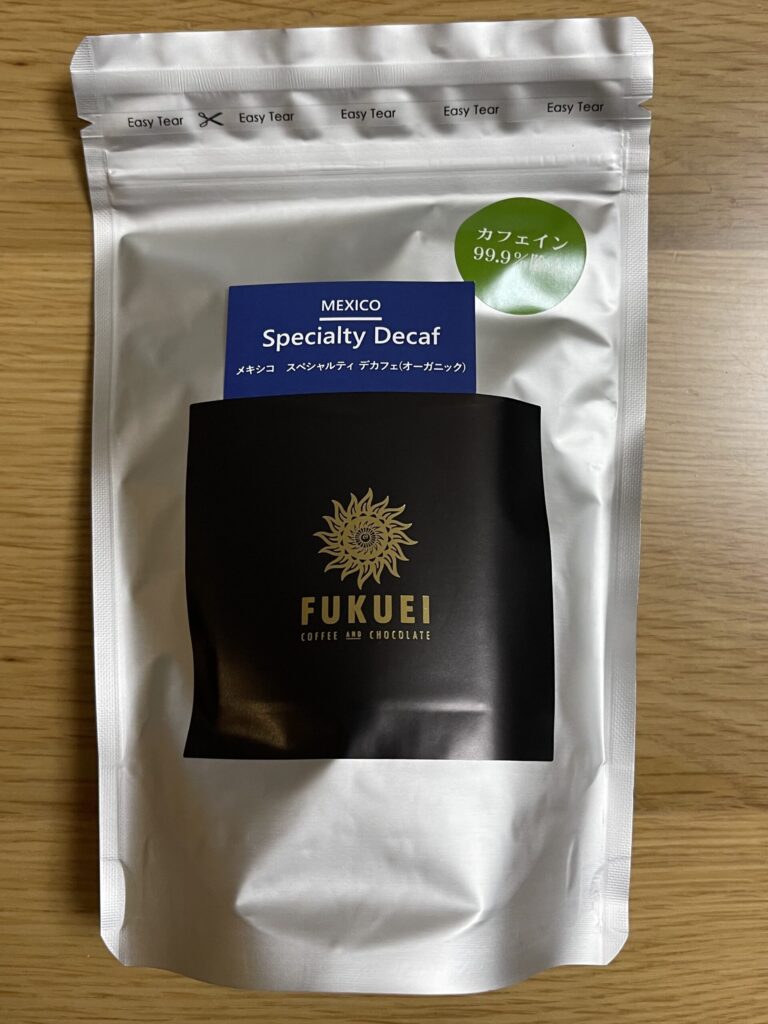 Easy Tear Easy Tear Easy Tear Easy Tear Easy Tear
カフェイン
99.9%
MEXICO
Specialty Decaf
メキシコ スペシャルティ デカフェ(オーガニック)
FUKUEI
COFFEE AND CHOCOLATE